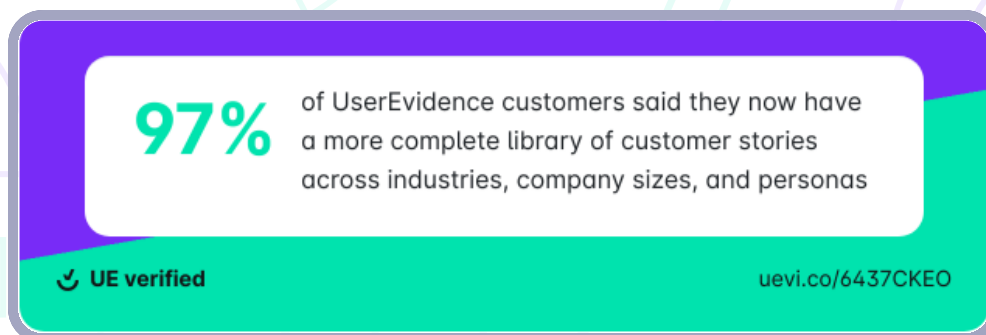 97%
of UserEvidence customers said they now have
a more complete library of customer stories
across industries, company sizes, and personas
UE verified
uevi.co/6437CKEO